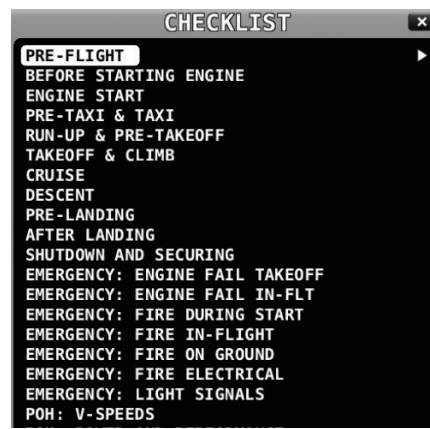 CHECKLIST
PRE-FLIGHT
BEFORE STARTING ENGINE
ENGINE START
PRE-TAXI & TAXI
RUN-UP & PRE-TAKEOFF
TAKEOFF & CLIMB
CRUISE
DESCENT
PRE-LANDING
AFTER LANDING
SHUTDOWN AND SECURING
EMERGENCY: ENGINE FAIL TAKEOFF
EMERGENCY: ENGINE FAIL IN-FLT
EMERGENCY: FIRE DURING START
EMERGENCY: FIRE IN-FLIGHT
EMERGENCY: FIRE ON GROUND
EMERGENCY: FIRE ELECTRICAL
EMERGENCY: LIGHT SIGNALS
POH: V-SPEEDS